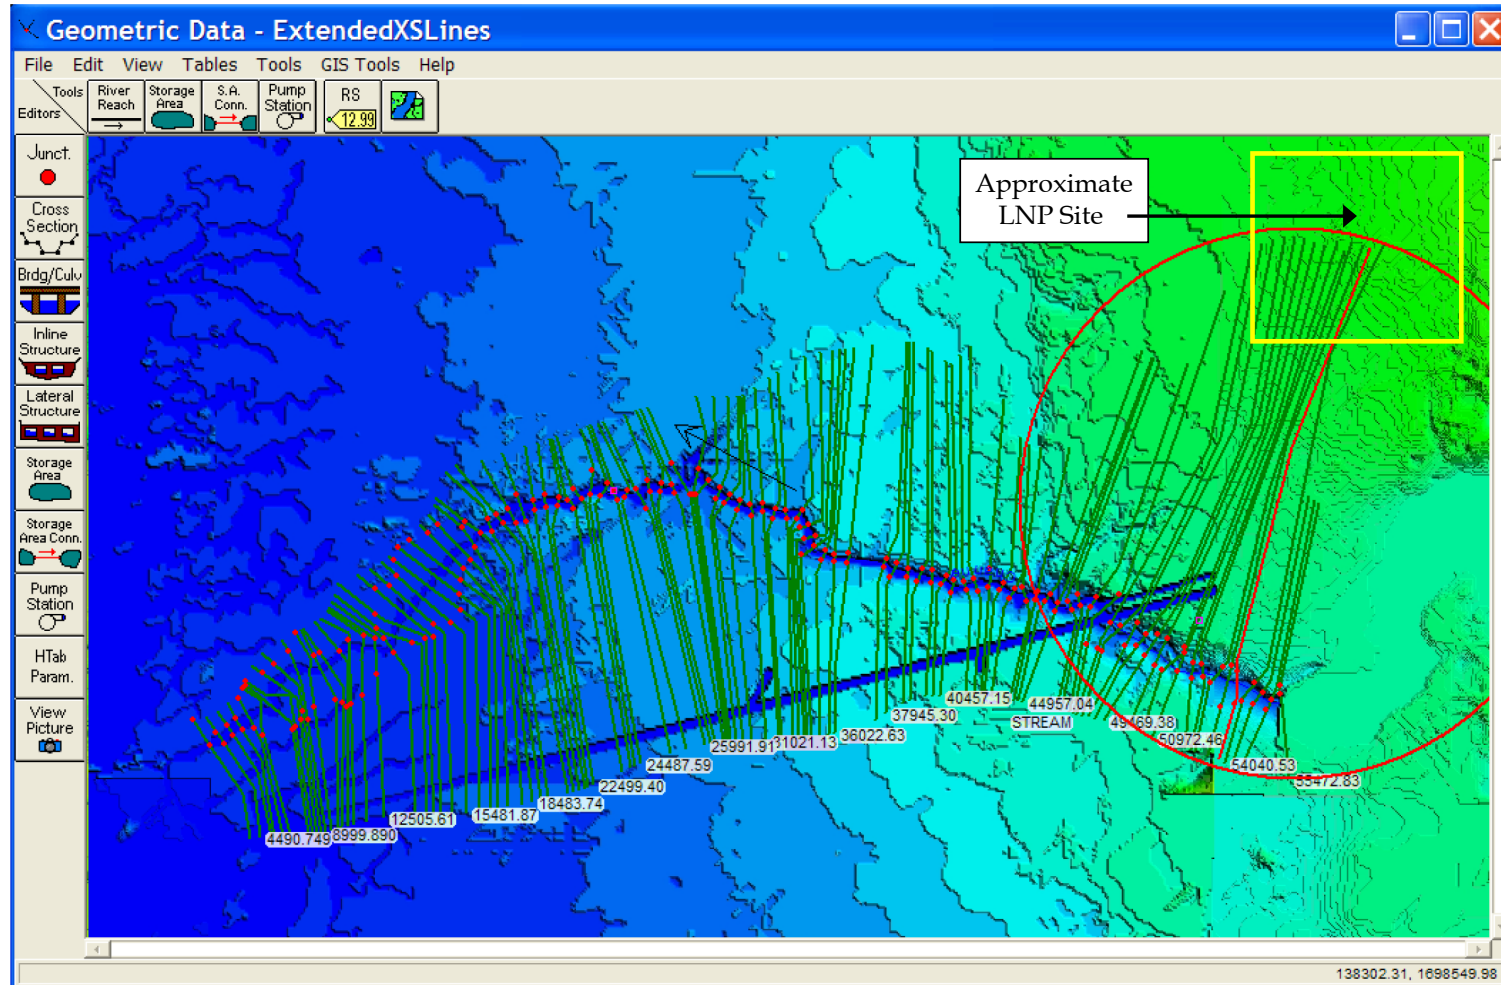 Geometric Data - ExtendedXSLines
File Edit View Tables Tools GIS Tools Help
Tools
Editors
River
Reach
Storage
Area
S.A.
Conn.
Pump
Station
RS
12.99
Junct.
Cross
Section
Brdg/Culv
Inline
Structure
Lateral
Structure
Storage
Area
Storage
Area Conn.
Pump
Station
HTab
Param.
View
Picture
Approximate
LNP Site
40457.15
44957.04
37945.30
STREAM
49469.38
36022.63
50972.46
31021.13
25991.91
24487.59
54040.53
55472.83
22499.40
18483.74
15481.87
12505.61
8999.890
4490.749
138302.31, 1698549.98